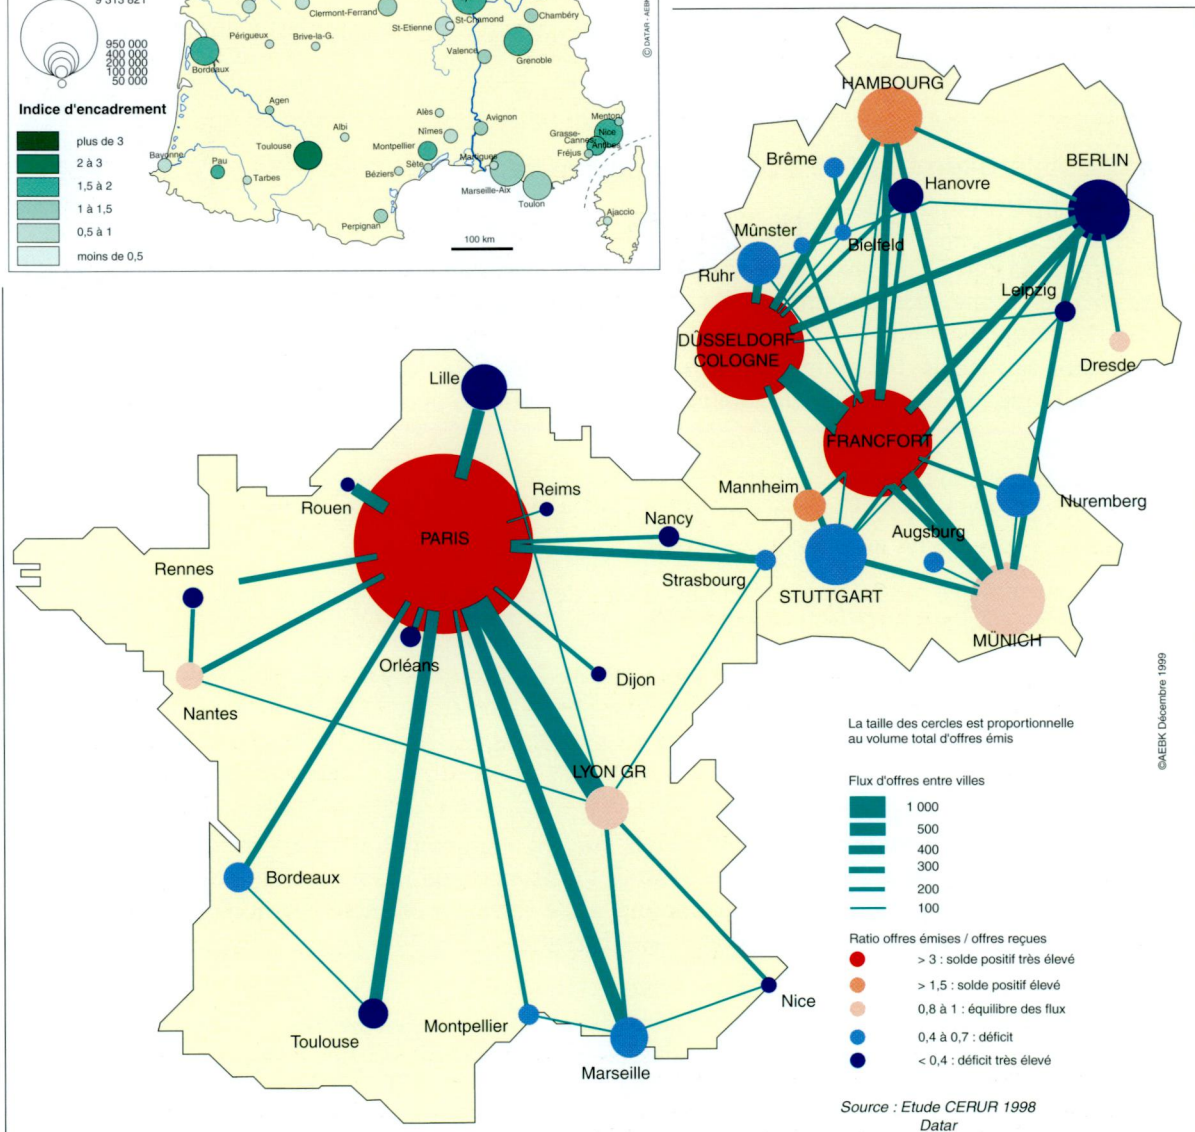 950 000
400 000
200 000
100 000
50 000
Indice d'encadrement
plus de 3
2 à 3
1,5 à 2
1 à 1,5
0,5 à 1
moins de 0,5
Clermont-Ferrand
St-Chamond
Chambéry
St-Etienne
Périgueux
Brive-la-G.
Valence
Grenoble
Bordeaux
Agen
Albi
Alès
Avignon
Menton
Nice
Grasse-
Cannes
Antibes
Fréjus
Toulouse
Nîmes
Montpellier
Bayonne
Pau
Tarbes
Sète
Béziers
Martigues
Marseille-Aix
Toulon
Perpignan
Ajaccio
100 km
HAMBOURG
Brême
BERLIN
Hanovre
Münster
Bielfeld
Ruhr
Leipzig
DÜSSELDORF
COLOGNE
Dresde
FRANCFORT
Mannheim
Nuremberg
Augsburg
STUTTGART
MÜNICH
Lille
Rouen
Reims
PARIS
Nancy
Strasbourg
Rennes
Orléans
Dijon
Nantes
LYON GR
Bordeaux
Toulouse
Montpellier
Marseille
Nice
La taille des cercles est proportionnelle
au volume total d'offres émis
Flux d'offres entre villes
1 000
500
400
300
200
100
Ratio offres émises / offres reçues
> 3 : solde positif très élevé
> 1,5 : solde positif élevé
0,8 à 1 : équilibre des flux
0,4 à 0,7 : déficit
< 0,4 : déficit très élevé
Source : Etude CERUR 1998
Datar
©AEBK Décembre 1999